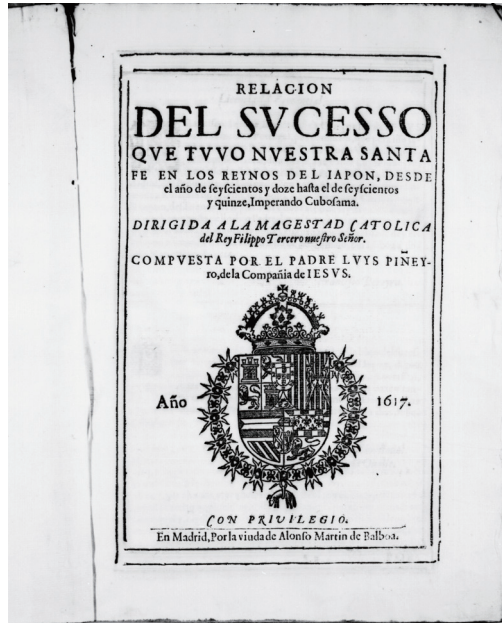 RELACION
DEL SVCESSO
QVE TVVO NVESTRA SANTA
FE EN LOS REYNOS DEL IAPON, DESDE
el año de ſeyſcientos y doze haſta el de ſeyſcientos
y quinze, Imperando Cuboſama.
DIRIGIDA A LA MAGESTAD CATOLICA
del Rey Filippo Tercero nueſtro Señor.
COMPVESTA POR EL PADRE LVYS PIÑEY-
ro, de la Compañia de IESVS.
Año 1617.
CON PRIVILEGIO.
En Madrid, Por la viuda de Alonſo Martin de Balboa.